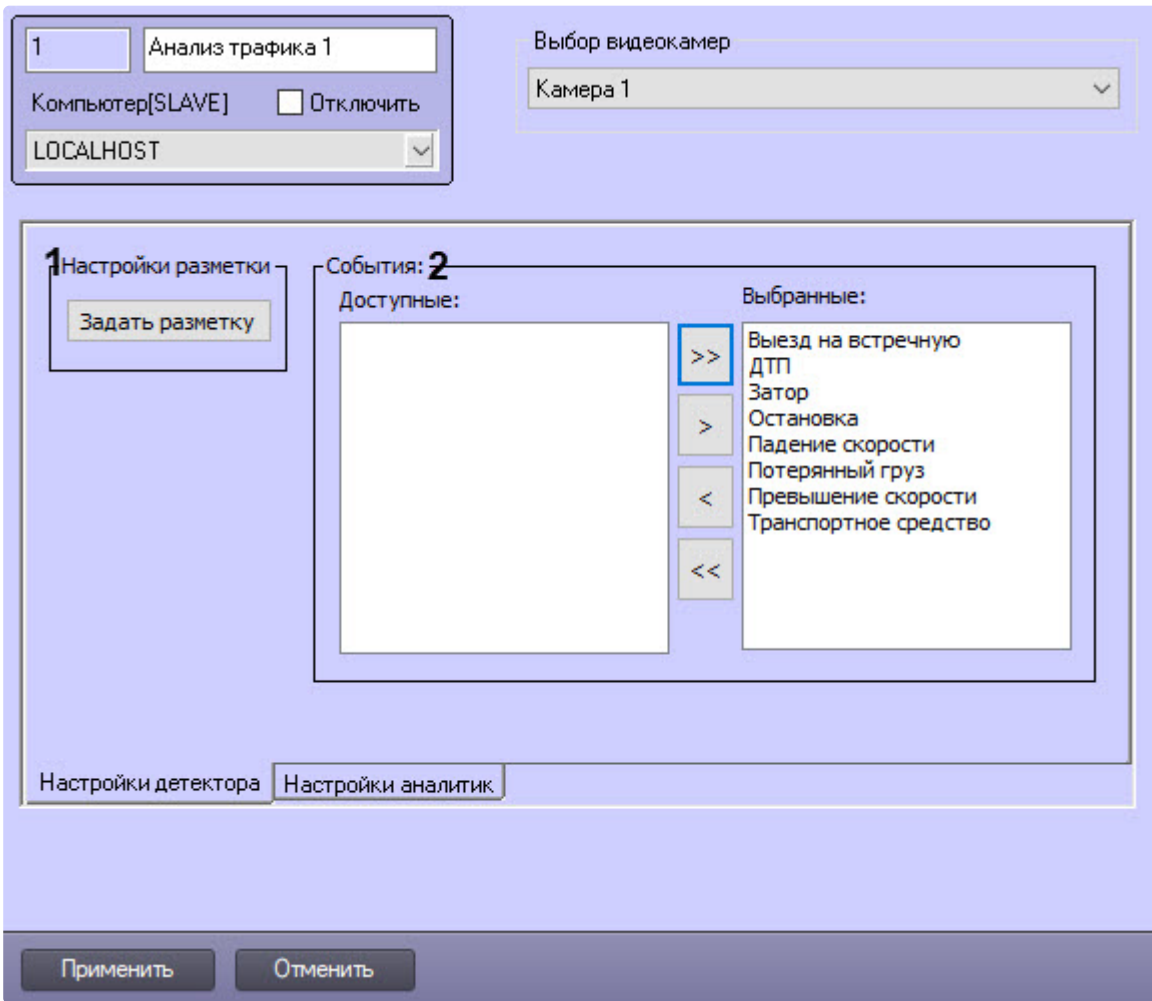 1
Анализ трафика 1
Компьютер[SLAVE]
Отключить
LOCALHOST
Выбор видеокамер
Камера 1
1 Настройки разметки
Задать разметку
События: 2
Доступные:
>>
>
<
<<
Выбранные:
Выезд на встречную
ДТП
Затор
Остановка
Падение скорости
Потерянный груз
Превышение скорости
Транспортное средство
Настройки детектора
Настройки аналитик
Применить
Отменить